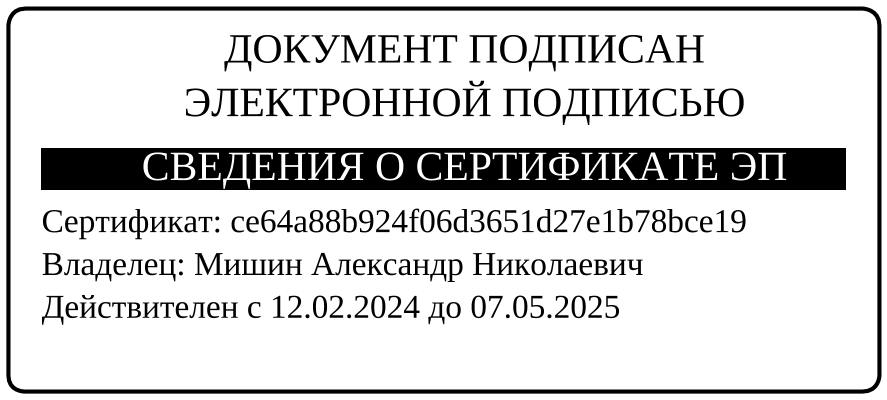 ДОКУМЕНТ ПОДПИСАН
ЭЛЕКТРОННОЙ ПОДПИСЬЮ
СВЕДЕНИЯ О СЕРТИФИКАТЕ ЭП
Сертификат: ce64a88b924f06d3651d27e1b78bce19
Владелец: Мишин Александр Николаевич
Действителен с 12.02.2024 до 07.05.2025